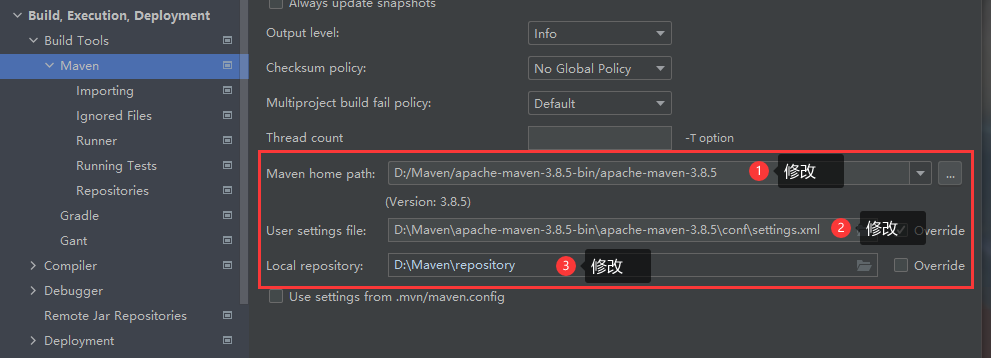 Build, Execution, Deployment
Build Tools
Maven
Importing
Ignored Files
Runner
Running Tests
Repositories
Gradle
Gant
Compiler
Debugger
Remote Jar Repositories
Deployment
Always update snapshots
Output level: Info
Checksum policy: No Global Policy
Multiproject build fail policy: Default
Thread count -T option
Maven home path: D:/Maven/apache-maven-3.8.5-bin/apache-maven-3.8.5 1 修改 ...
(Version: 3.8.5)
User settings file: D:\Maven\apache-maven-3.8.5-bin\apache-maven-3.8.5\conf\settings.xml 2 修改 Override
Local repository: D:\Maven\repository 3 修改 Override
Use settings from .mvn/maven.config